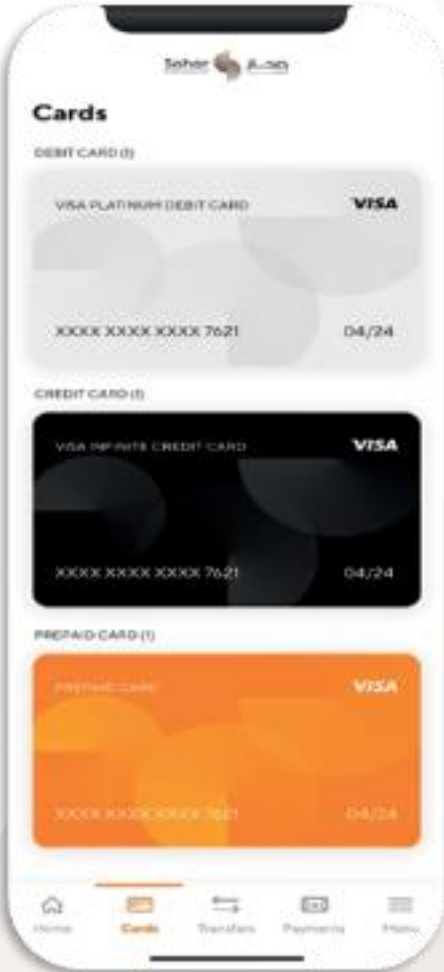 Sohar صحار
Cards
DEBIT CARD (1)
VISA PLATINUM DEBIT CARD VISA
XXXX XXXX XXXX 7621 04/24
CREDIT CARD (1)
VISA INFINITE CREDIT CARD VISA
XXXX XXXX XXXX 7621 04/24
PREPAID CARD (1)
PREPAID CARD VISA
XXXX XXXX XXXX 7621 04/24
Home Cards Transfers Payments Menu